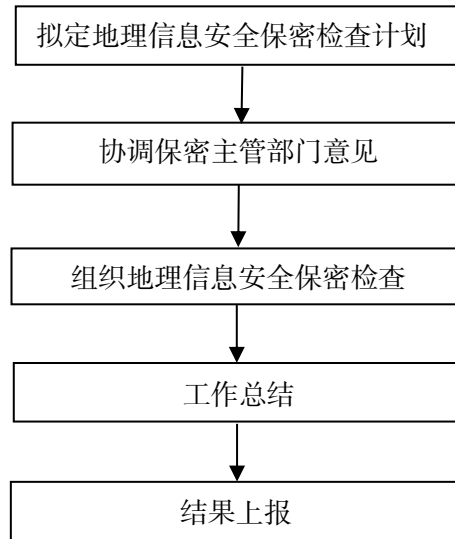 拟定地理信息安全保密检查计划
协调保密主管部门意见
组织地理信息安全保密检查
工作总结
结果上报